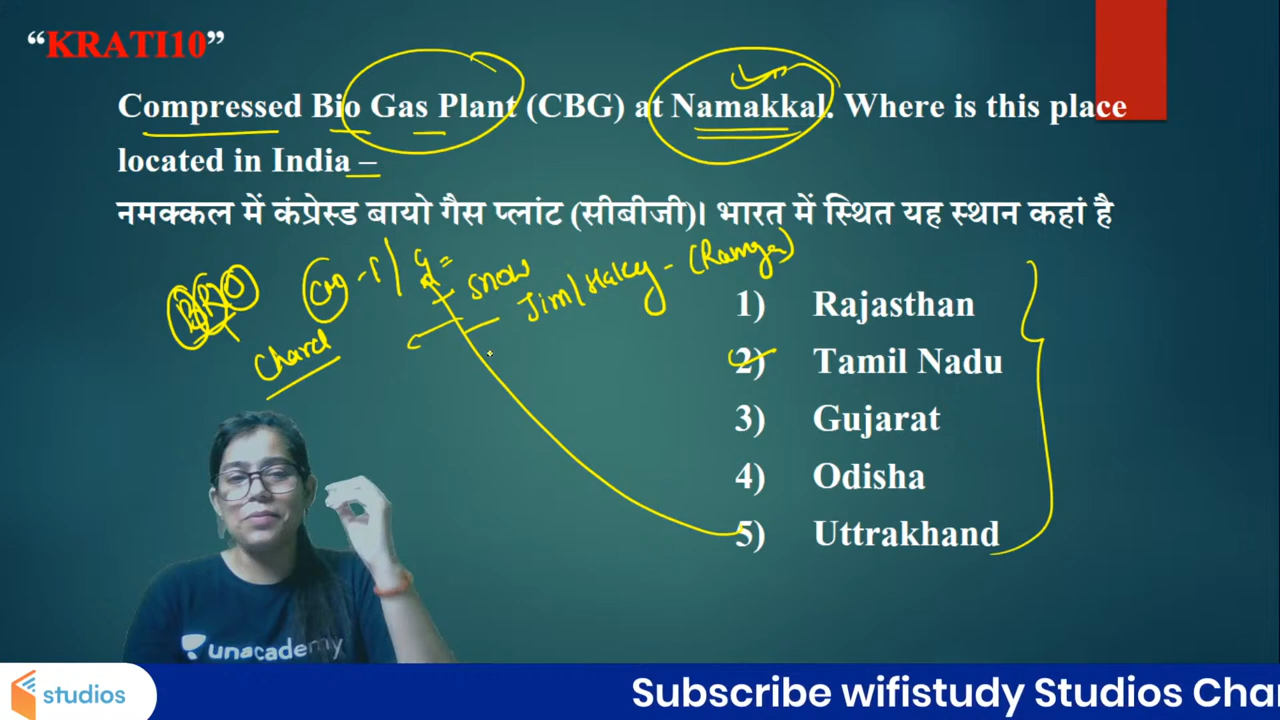 “KRATI10”
Compressed Bio Gas Plant (CBG) at Namakkal. Where is this place
located in India –
नमक्कल में कंप्रेस्ड बायो गैस प्लांट (सीबीजी)। भारत में स्थित यह स्थान कहां है
BRO
snow
Jim/Haley -
1) Rajasthan
2) Tamil Nadu
3) Gujarat
4) Odisha
5) Uttrakhand
unacademy
studios
Subscribe wifistudy Studios Cha